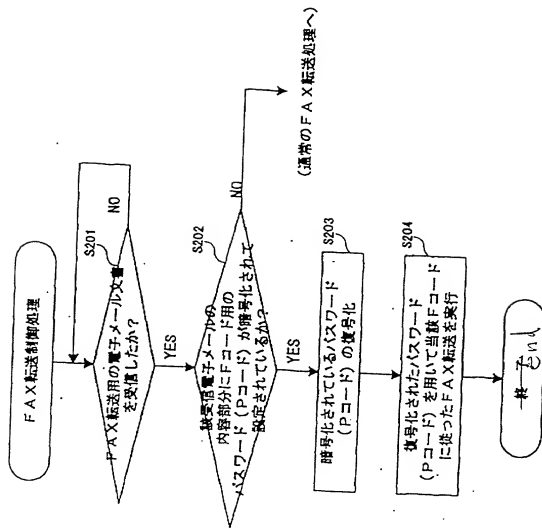 FAX転送制御処理
S201
FAX転送用の電子メール文書
を受信したか?
NO
YES
S202
該受信電子メールの
内容部分にFコード用の
パスワード(Pコード)が暗号化されて
設定されているか?
NO
(通常のFAX転送処理へ)
YES
S203
暗号化されているパスワード
(Pコード)の復号化
S204
復号化されたパスワード
(Pコード)を用いて当該Fコード
に従ったFAX転送を実行
終了
End